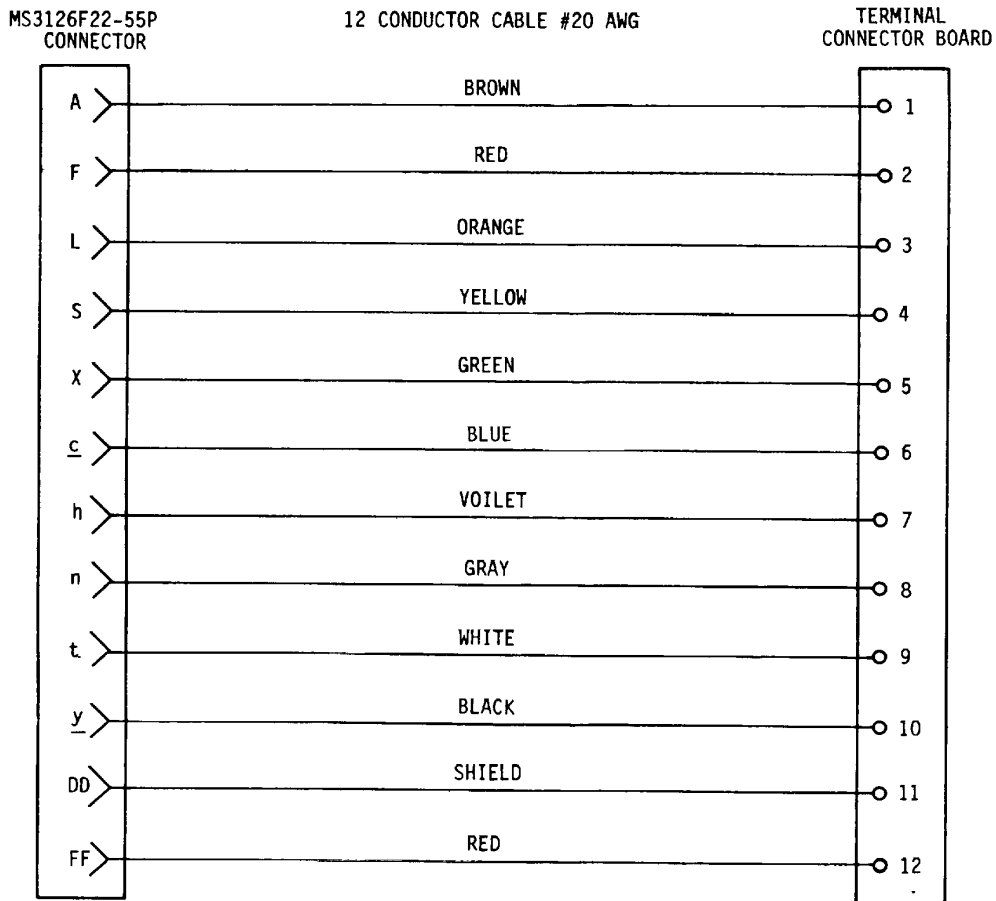 MS3126F22-55P CONNECTOR
12 CONDUCTOR CABLE #20 AWG
TERMINAL CONNECTOR BOARD
A BROWN 1
F RED 2
L ORANGE 3
S YELLOW 4
X GREEN 5
c BLUE 6
h VOILET 7
n GRAY 8
t WHITE 9
y BLACK 10
DD SHIELD 11
FF RED 12